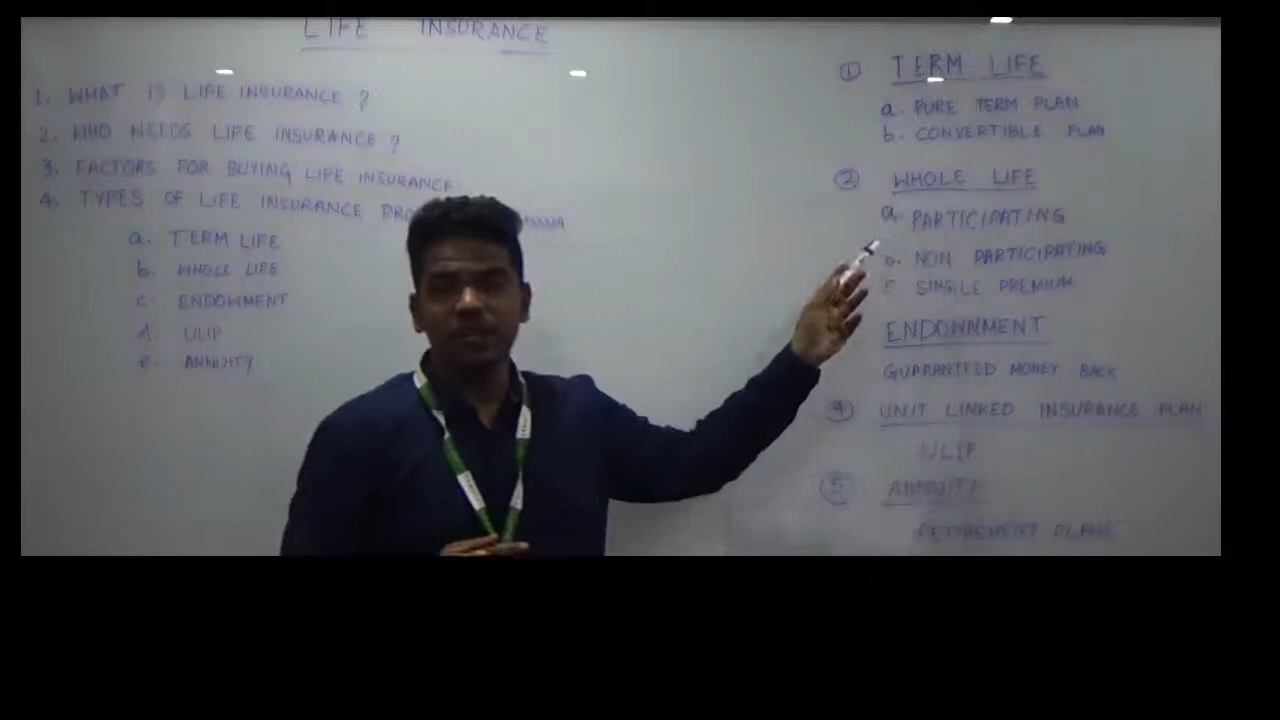 LIFE INSURANCE
1. WHAT IS LIFE INSURANCE ?
2. WHO NEEDS LIFE INSURANCE ?
3. FACTORS FOR BUYING LIFE INSURANCE
4. TYPES OF LIFE INSURANCE
a. TERM LIFE
b. WHOLE LIFE
c. ENDOWMENT
d. ULIP
e. ANNUITY
① TERM LIFE
a. PURE TERM PLAN
b. CONVERTIBLE PLAN
② WHOLE LIFE
a. PARTICIPATING
b. NON PARTICIPATING
c SINGLE PREMIUM
ENDOWNMENT
GUARANTEED MONEY BACK
④ UNIT LINKED INSURANCE PLAN
ULIP
⑤ ANNUITY
RETIREMENT PLANS